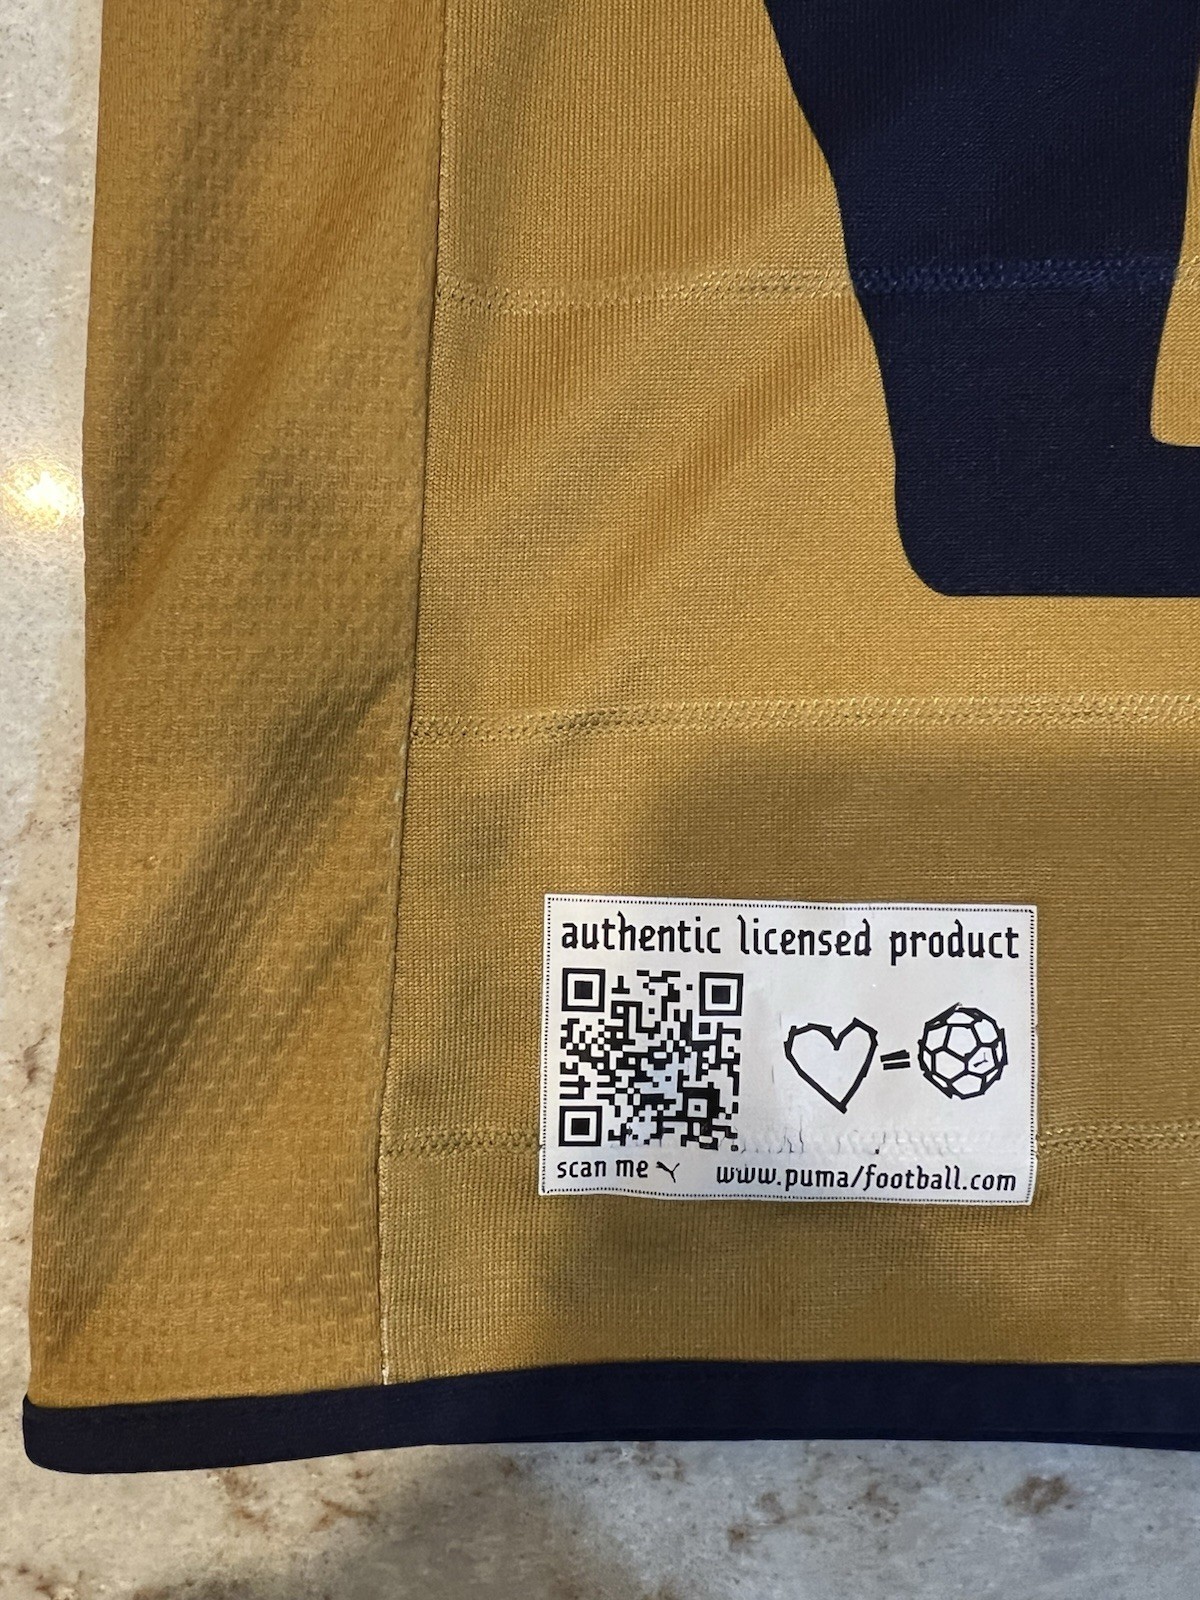 authentic licensed product
=
scan me
www.puma/football.com